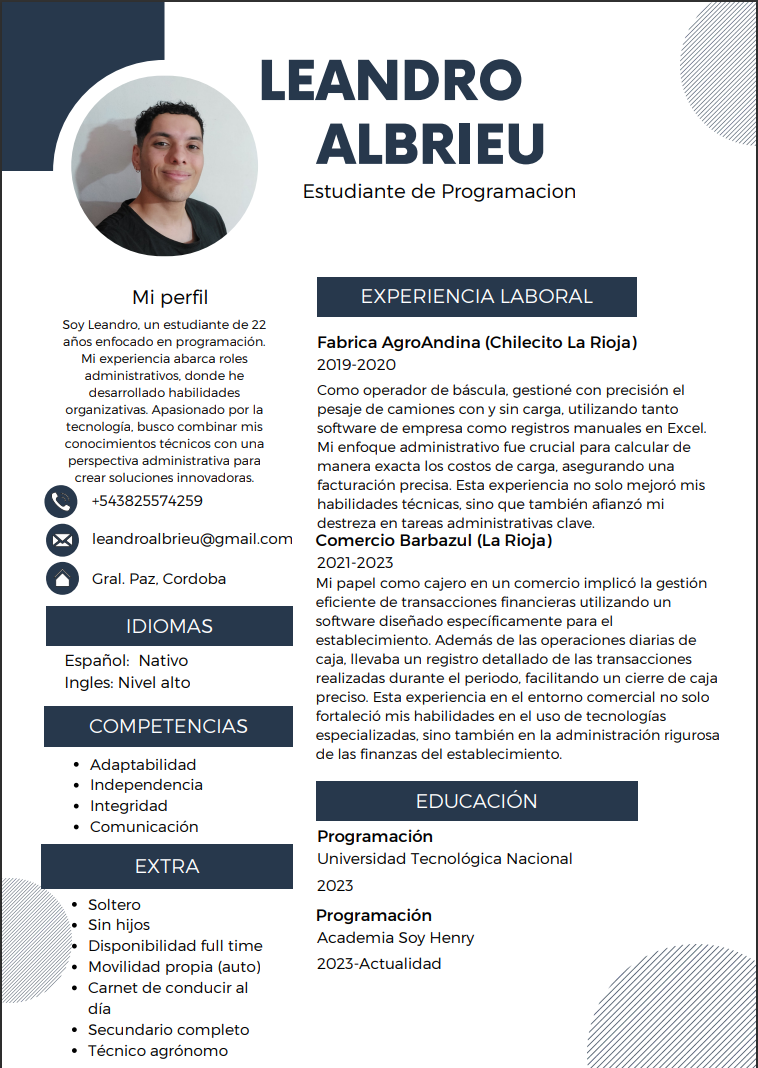 LEANDRO
ALBRIEU
Estudiante de Programacion
Mi perfil
Soy Leandro, un estudiante de 22
años enfocado en programación.
Mi experiencia abarca roles
administrativos, donde he
desarrollado habilidades
organizativas. Apasionado por la
tecnología, busco combinar mis
conocimientos técnicos con una
perspectiva administrativa para
crear soluciones innovadoras.
+543825574259
leandroalbrieu@gmail.com
Gral. Paz, Cordoba
IDIOMAS
Español:  Nativo
Ingles: Nivel alto
COMPETENCIAS
• Adaptabilidad
• Independencia
• Integridad
• Comunicación
EXTRA
• Soltero
• Sin hijos
• Disponibilidad full time
• Movilidad propia (auto)
• Carnet de conducir al
día
• Secundario completo
• Técnico agrónomo
EXPERIENCIA LABORAL
Fabrica AgroAndina (Chilecito La Rioja)
2019-2020
Como operador de báscula, gestioné con precisión el
pesaje de camiones con y sin carga, utilizando tanto
software de empresa como registros manuales en Excel.
Mi enfoque administrativo fue crucial para calcular de
manera exacta los costos de carga, asegurando una
facturación precisa. Esta experiencia no solo mejoró mis
habilidades técnicas, sino que también afianzó mi
destreza en tareas administrativas clave.
Comercio Barbazul (La Rioja)
2021-2023
Mi papel como cajero en un comercio implicó la gestión
eficiente de transacciones financieras utilizando un
software diseñado específicamente para el
establecimiento. Además de las operaciones diarias de
caja, llevaba un registro detallado de las transacciones
realizadas durante el periodo, facilitando un cierre de caja
preciso. Esta experiencia en el entorno comercial no solo
fortaleció mis habilidades en el uso de tecnologías
especializadas, sino también en la administración rigurosa
de las finanzas del establecimiento.
EDUCACIÓN
Programación
Universidad Tecnológica Nacional
2023
Programación
Academia Soy Henry
2023-Actualidad